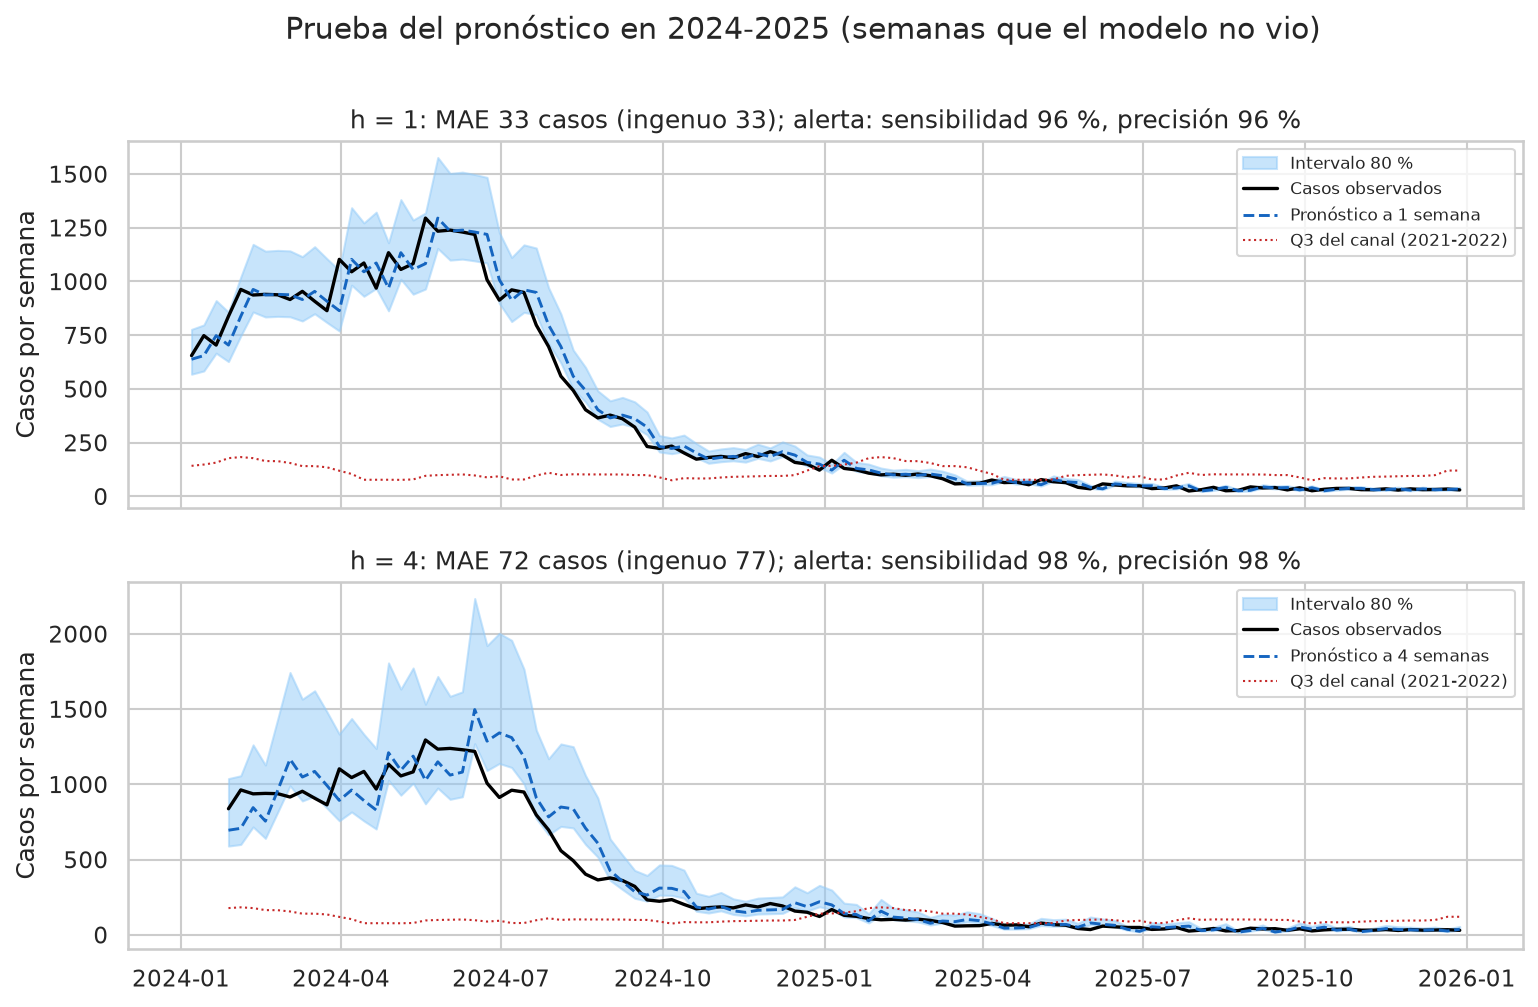 Prueba del pronóstico en 2024-2025 (semanas que el modelo no vio)
h = 1: MAE 33 casos (ingenuo 33); alerta: sensibilidad 96 %, precisión 96 %
Casos por semana
1500
1250
1000
750
500
250
0
Intervalo 80 %
Casos observados
Pronóstico a 1 semana
Q3 del canal (2021-2022)
h = 4: MAE 72 casos (ingenuo 77); alerta: sensibilidad 98 %, precisión 98 %
Casos por semana
2000
1500
1000
500
0
Intervalo 80 %
Casos observados
Pronóstico a 4 semanas
Q3 del canal (2021-2022)
2024-01 2024-04 2024-07 2024-10 2025-01 2025-04 2025-07 2025-10 2026-01